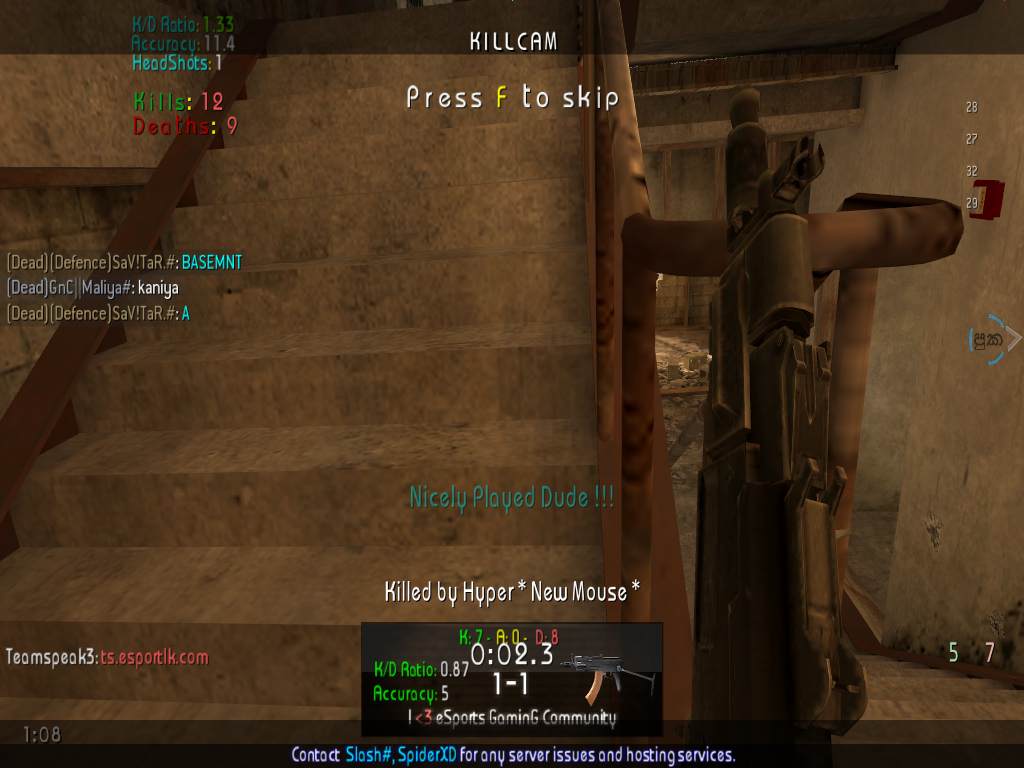 K/D Ratio: 1.33
Accuracy: 11.4
HeadShots: 1
Kills: 12
Deaths: 9
KILLCAM
Press F to skip
28
27
32
29
(Dead)(Defence)SaV!TaR.#: BASEMNT
(Dead)GnC||Maliya#: kaniya
(Dead)(Defence)SaV!TaR.#: A
Nicely Played Dude !!!
Killed by Hyper * New Mouse *
K: 7 - A: 0 - D: 8
0:02.3
K/D Ratio: 0.87
1-1
Accuracy: 5
I <3 eSports GaminG Community
Teamspeak3:ts.esportlk.com
5 7
1:08
Contact Slash#, SpiderXD for any server issues and hosting services.